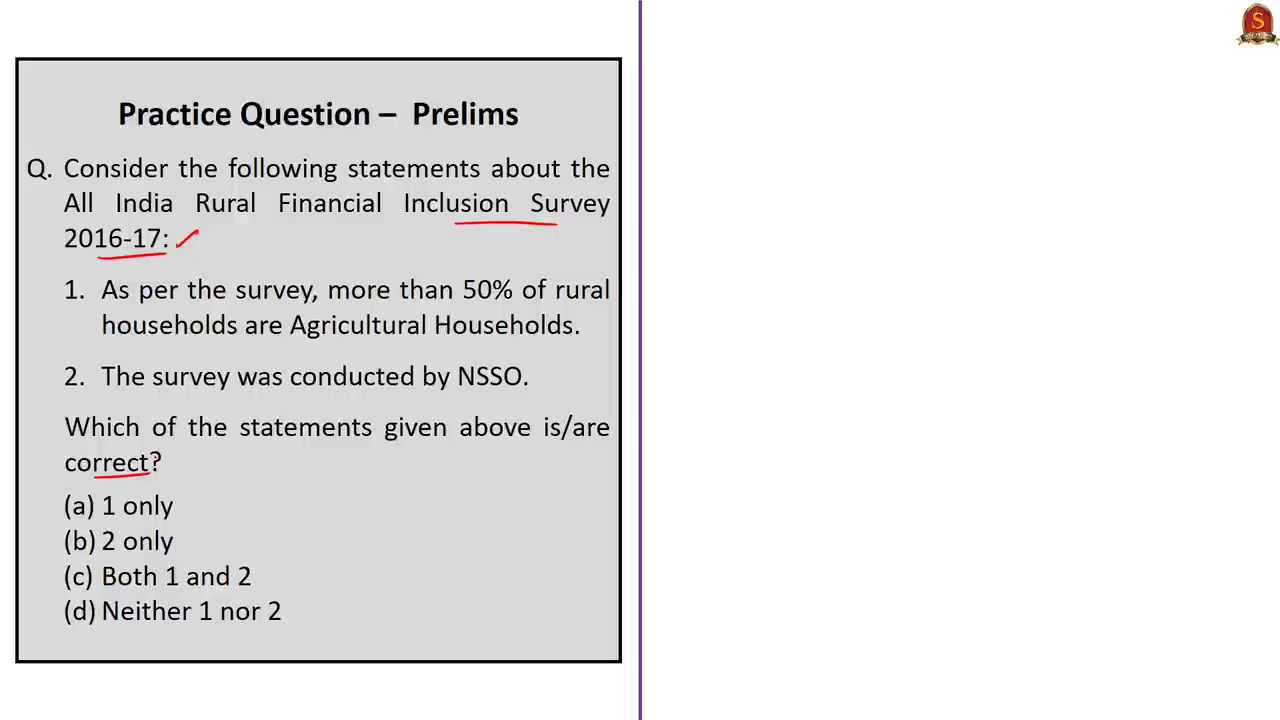 Practice Question – Prelims
Q. Consider the following statements about the
All India Rural Financial Inclusion Survey
2016-17:
1. As per the survey, more than 50% of rural
households are Agricultural Households.
2. The survey was conducted by NSSO.
Which of the statements given above is/are
correct?
(a) 1 only
(b) 2 only
(c) Both 1 and 2
(d) Neither 1 nor 2
S